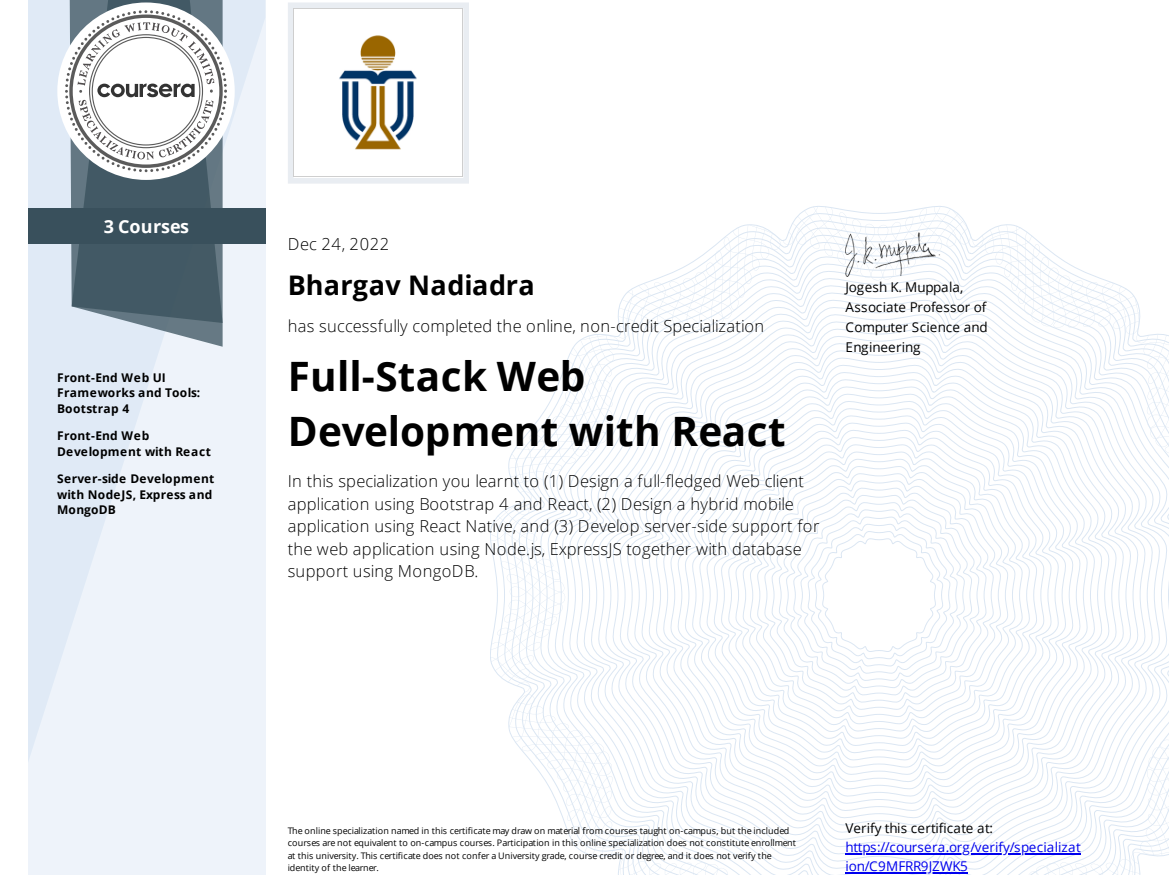 LEARNING WITHOUT LIMITS
coursera
SPECIALIZATION CERTIFICATE
3 Courses
Front-End Web UI
Frameworks and Tools:
Bootstrap 4
Front-End Web
Development with React
Server-side Development
with NodeJS, Express and
MongoDB
Dec 24, 2022
Bhargav Nadiadra
has successfully completed the online, non-credit Specialization
Full-Stack Web
Development with React
In this specialization you learnt to (1) Design a full-fledged Web client
application using Bootstrap 4 and React, (2) Design a hybrid mobile
application using React Native, and (3) Develop server-side support for
the web application using Node.js, ExpressJS together with database
support using MongoDB.
J.K. Muppala
Jogesh K. Muppala,
Associate Professor of
Computer Science and
Engineering
The online specialization named in this certificate may draw on material from courses taught on-campus, but the included
courses are not equivalent to on-campus courses. Participation in this online specialization does not constitute enrollment
at this university. This certificate does not confer a University grade, course credit or degree, and it does not verify the
identity of the learner.
Verify this certificate at:
https://coursera.org/verify/specializat
ion/C9MFRR9JZWK5